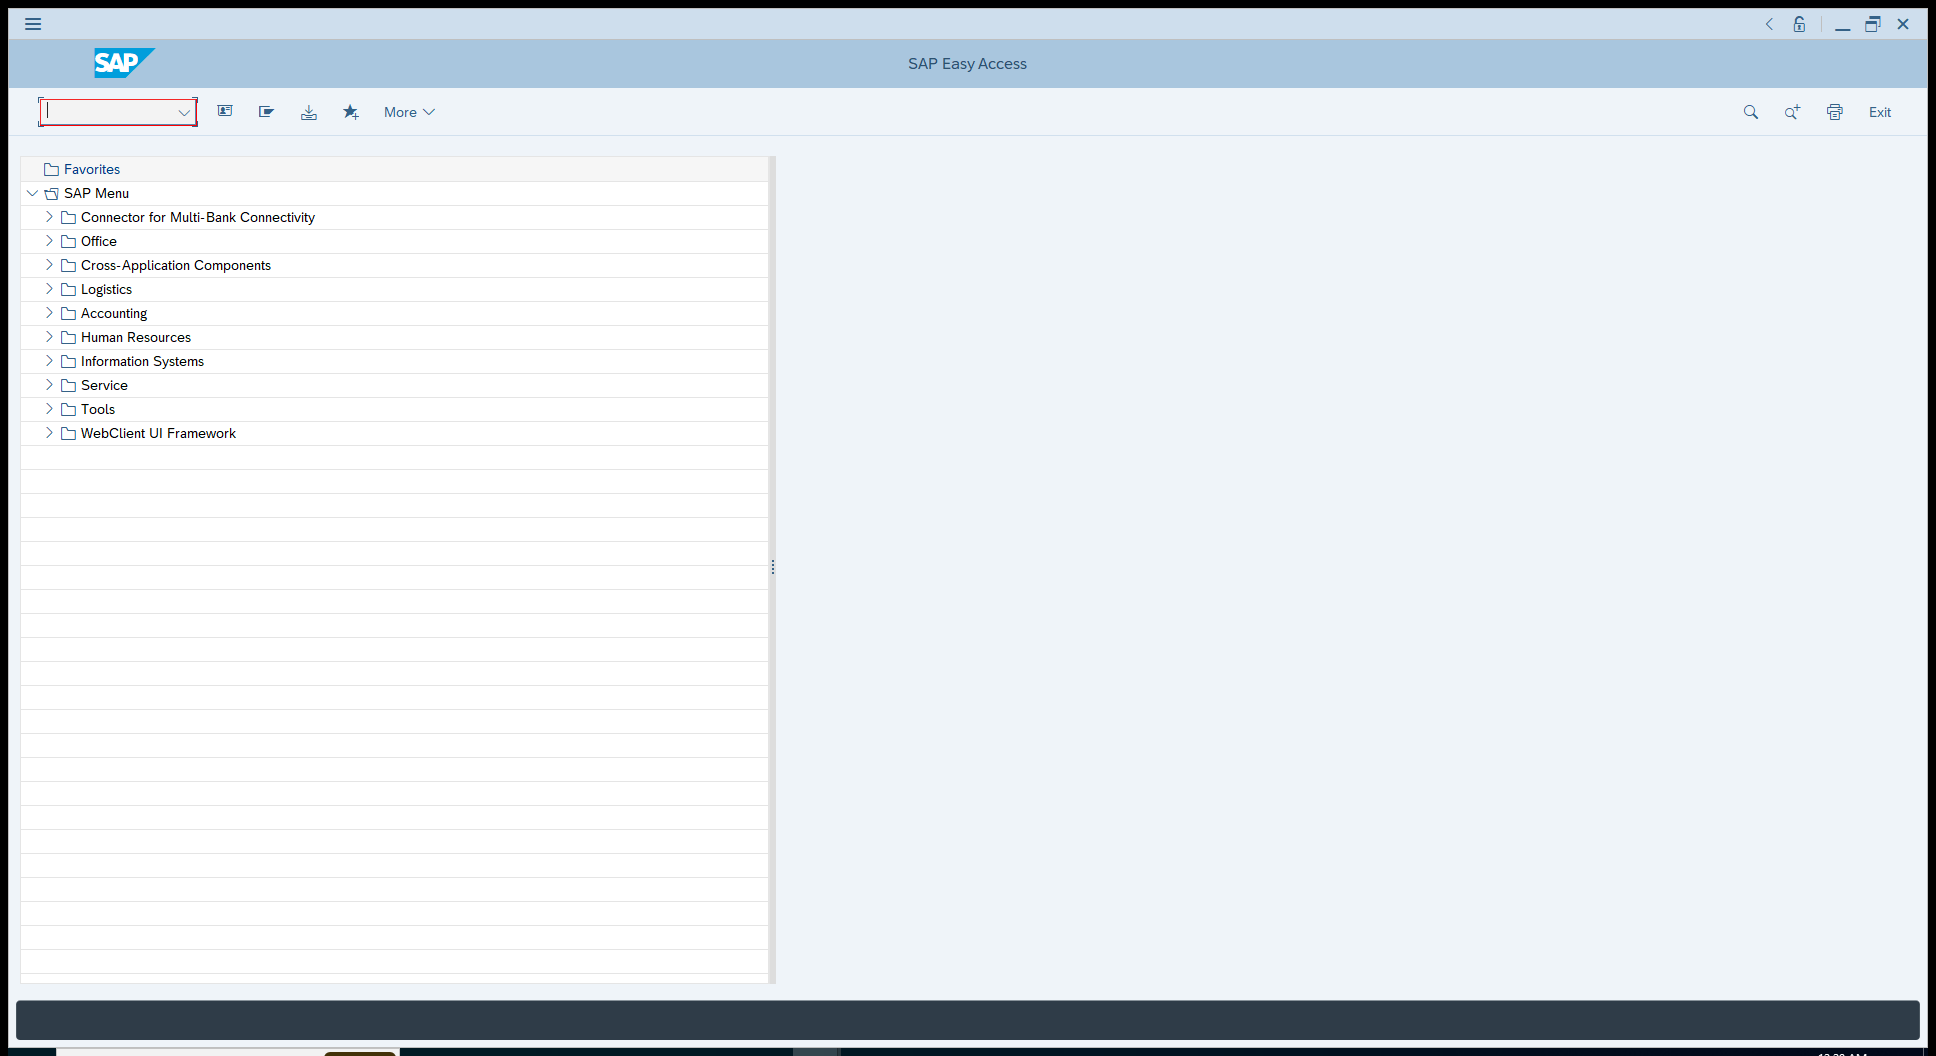 SAP
SAP Easy Access
More
Exit
Favorites
SAP Menu
Connector for Multi-Bank Connectivity
Office
Cross-Application Components
Logistics
Accounting
Human Resources
Information Systems
Service
Tools
WebClient UI Framework